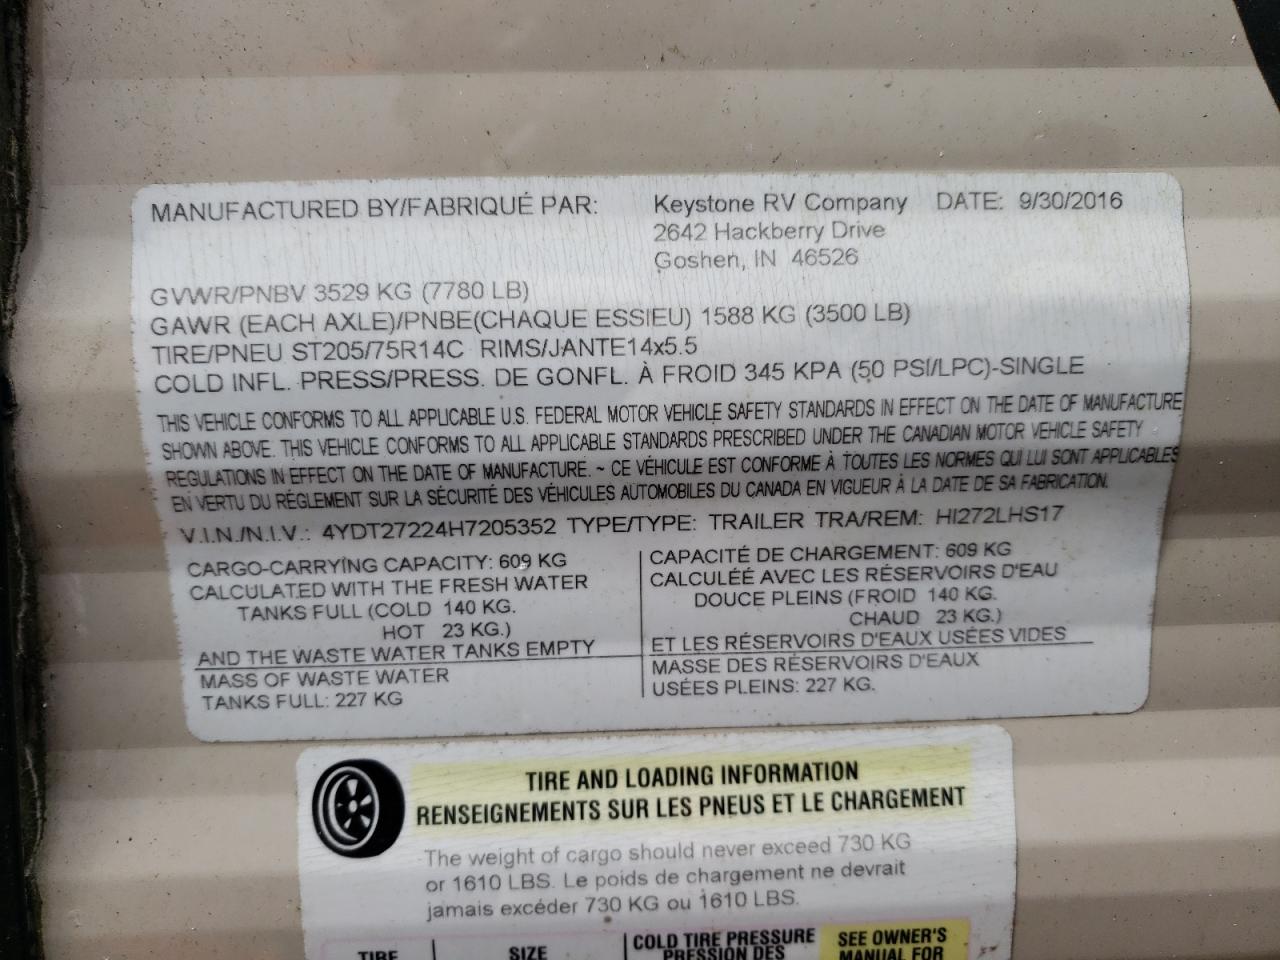 MANUFACTURED BY/FABRIQUÉ PAR: Keystone RV Company DATE: 9/30/2016
2642 Hackberry Drive
Goshen, IN 46526
GVWR/PNBV 3529 KG (7780 LB)
GAWR (EACH AXLE)/PNBE(CHAQUE ESSIEU) 1588 KG (3500 LB)
TIRE/PNEU ST205/75R14C RIMS/JANTE14x5.5
COLD INFL. PRESS/PRESS. DE GONFL. À FROID 345 KPA (50 PSI/LPC)-SINGLE
THIS VEHICLE CONFORMS TO ALL APPLICABLE U.S. FEDERAL MOTOR VEHICLE SAFETY STANDARDS IN EFFECT ON THE DATE OF MANUFACTURE
SHOWN ABOVE. THIS VEHICLE CONFORMS TO ALL APPLICABLE STANDARDS PRESCRIBED UNDER THE CANADIAN MOTOR VEHICLE SAFETY
REGULATIONS IN EFFECT ON THE DATE OF MANUFACTURE. ~ CE VÉHICULE EST CONFORME À TOUTES LES NORMES QUI LUI SONT APPLICABLES
EN VERTU DU RÉGLEMENT SUR LA SÉCURITÉ DES VÉHICULES AUTOMOBILES DU CANADA EN VIGUEUR À LA DATE DE SA FABRICATION.
V.I.N./N.I.V.: 4YDT27224H7205352 TYPE/TYPE: TRAILER TRA/REM: HI272LHS17
CARGO-CARRYING CAPACITY: 609 KG
CALCULATED WITH THE FRESH WATER
TANKS FULL (COLD 140 KG.
HOT 23 KG.)
AND THE WASTE WATER TANKS EMPTY
MASS OF WASTE WATER
TANKS FULL: 227 KG
CAPACITÉ DE CHARGEMENT: 609 KG
CALCULÉE AVEC LES RÉSERVOIRS D'EAU
DOUCE PLEINS (FROID 140 KG.
CHAUD 23 KG.)
ET LES RÉSERVOIRS D'EAUX USÉES VIDES
MASSE DES RÉSERVOIRS D'EAUX
USÉES PLEINS: 227 KG.
TIRE AND LOADING INFORMATION
RENSEIGNEMENTS SUR LES PNEUS ET LE CHARGEMENT
The weight of cargo should never exceed 730 KG
or 1610 LBS. Le poids de chargement ne devrait
jamais excéder 730 KG ou 1610 LBS.
TIRE SIZE COLD TIRE PRESSURE SEE OWNER'S
PRESSION DES MANUAL FOR